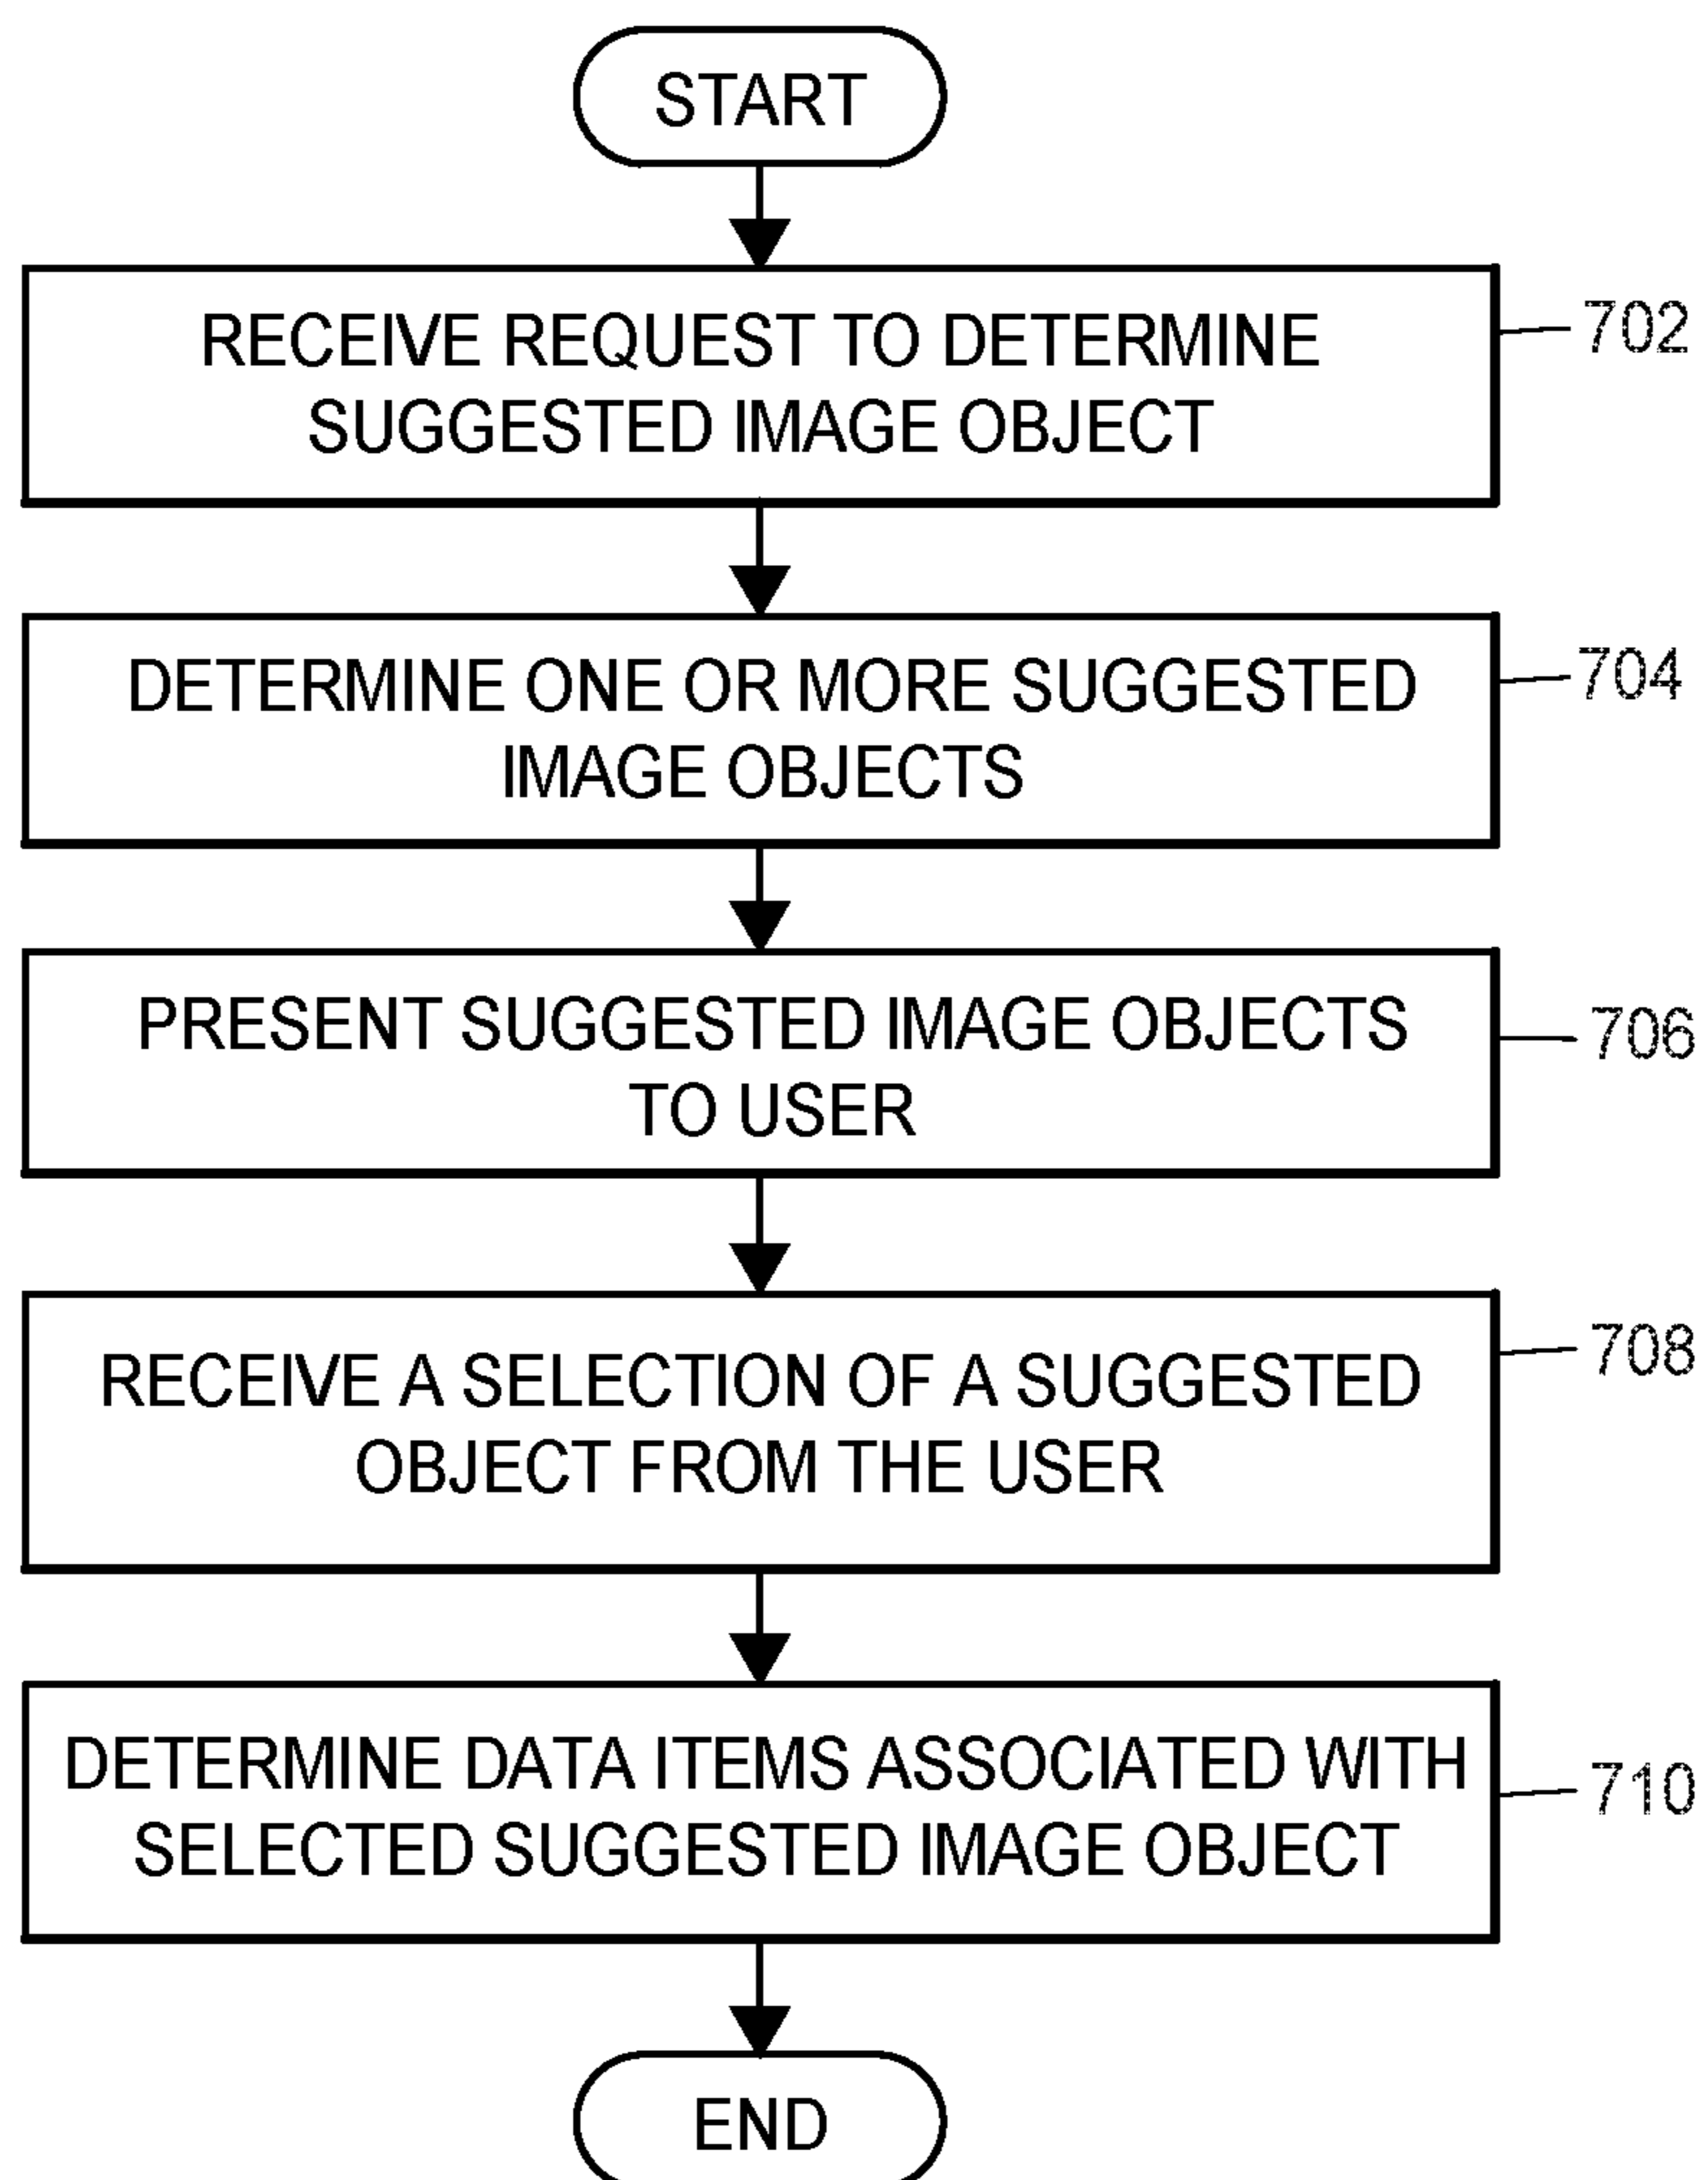 START
RECEIVE REQUEST TO DETERMINE
SUGGESTED IMAGE OBJECT
702
DETERMINE ONE OR MORE SUGGESTED
IMAGE OBJECTS
704
PRESENT SUGGESTED IMAGE OBJECTS
TO USER
706
RECEIVE A SELECTION OF A SUGGESTED
OBJECT FROM THE USER
708
DETERMINE DATA ITEMS ASSOCIATED WITH
SELECTED SUGGESTED IMAGE OBJECT
710
END